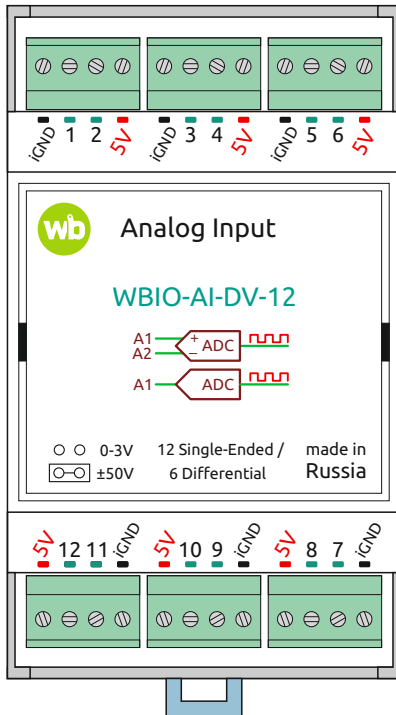 iGND 1 2 5V iGND 3 4 5V iGND 5 6 5V
wb Analog Input
WBIO-AI-DV-12
A1 + ADC
A2 −
A1 ADC
0-3V 12 Single-Ended / made in
±50V 6 Differential Russia
5V 12 11 iGND 5V 10 9 iGND 5V 8 7 iGND